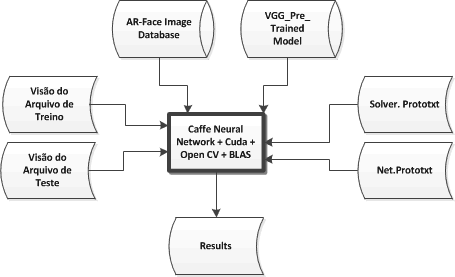 AR-Face Image
Database
VGG_Pre_
Trained
Model
Visão do
Arquivo de
Treino
Solver. Prototxt
Caffe Neural
Network + Cuda +
Open CV + BLAS
Visão do
Arquivo de
Teste
Net.Prototxt
Results